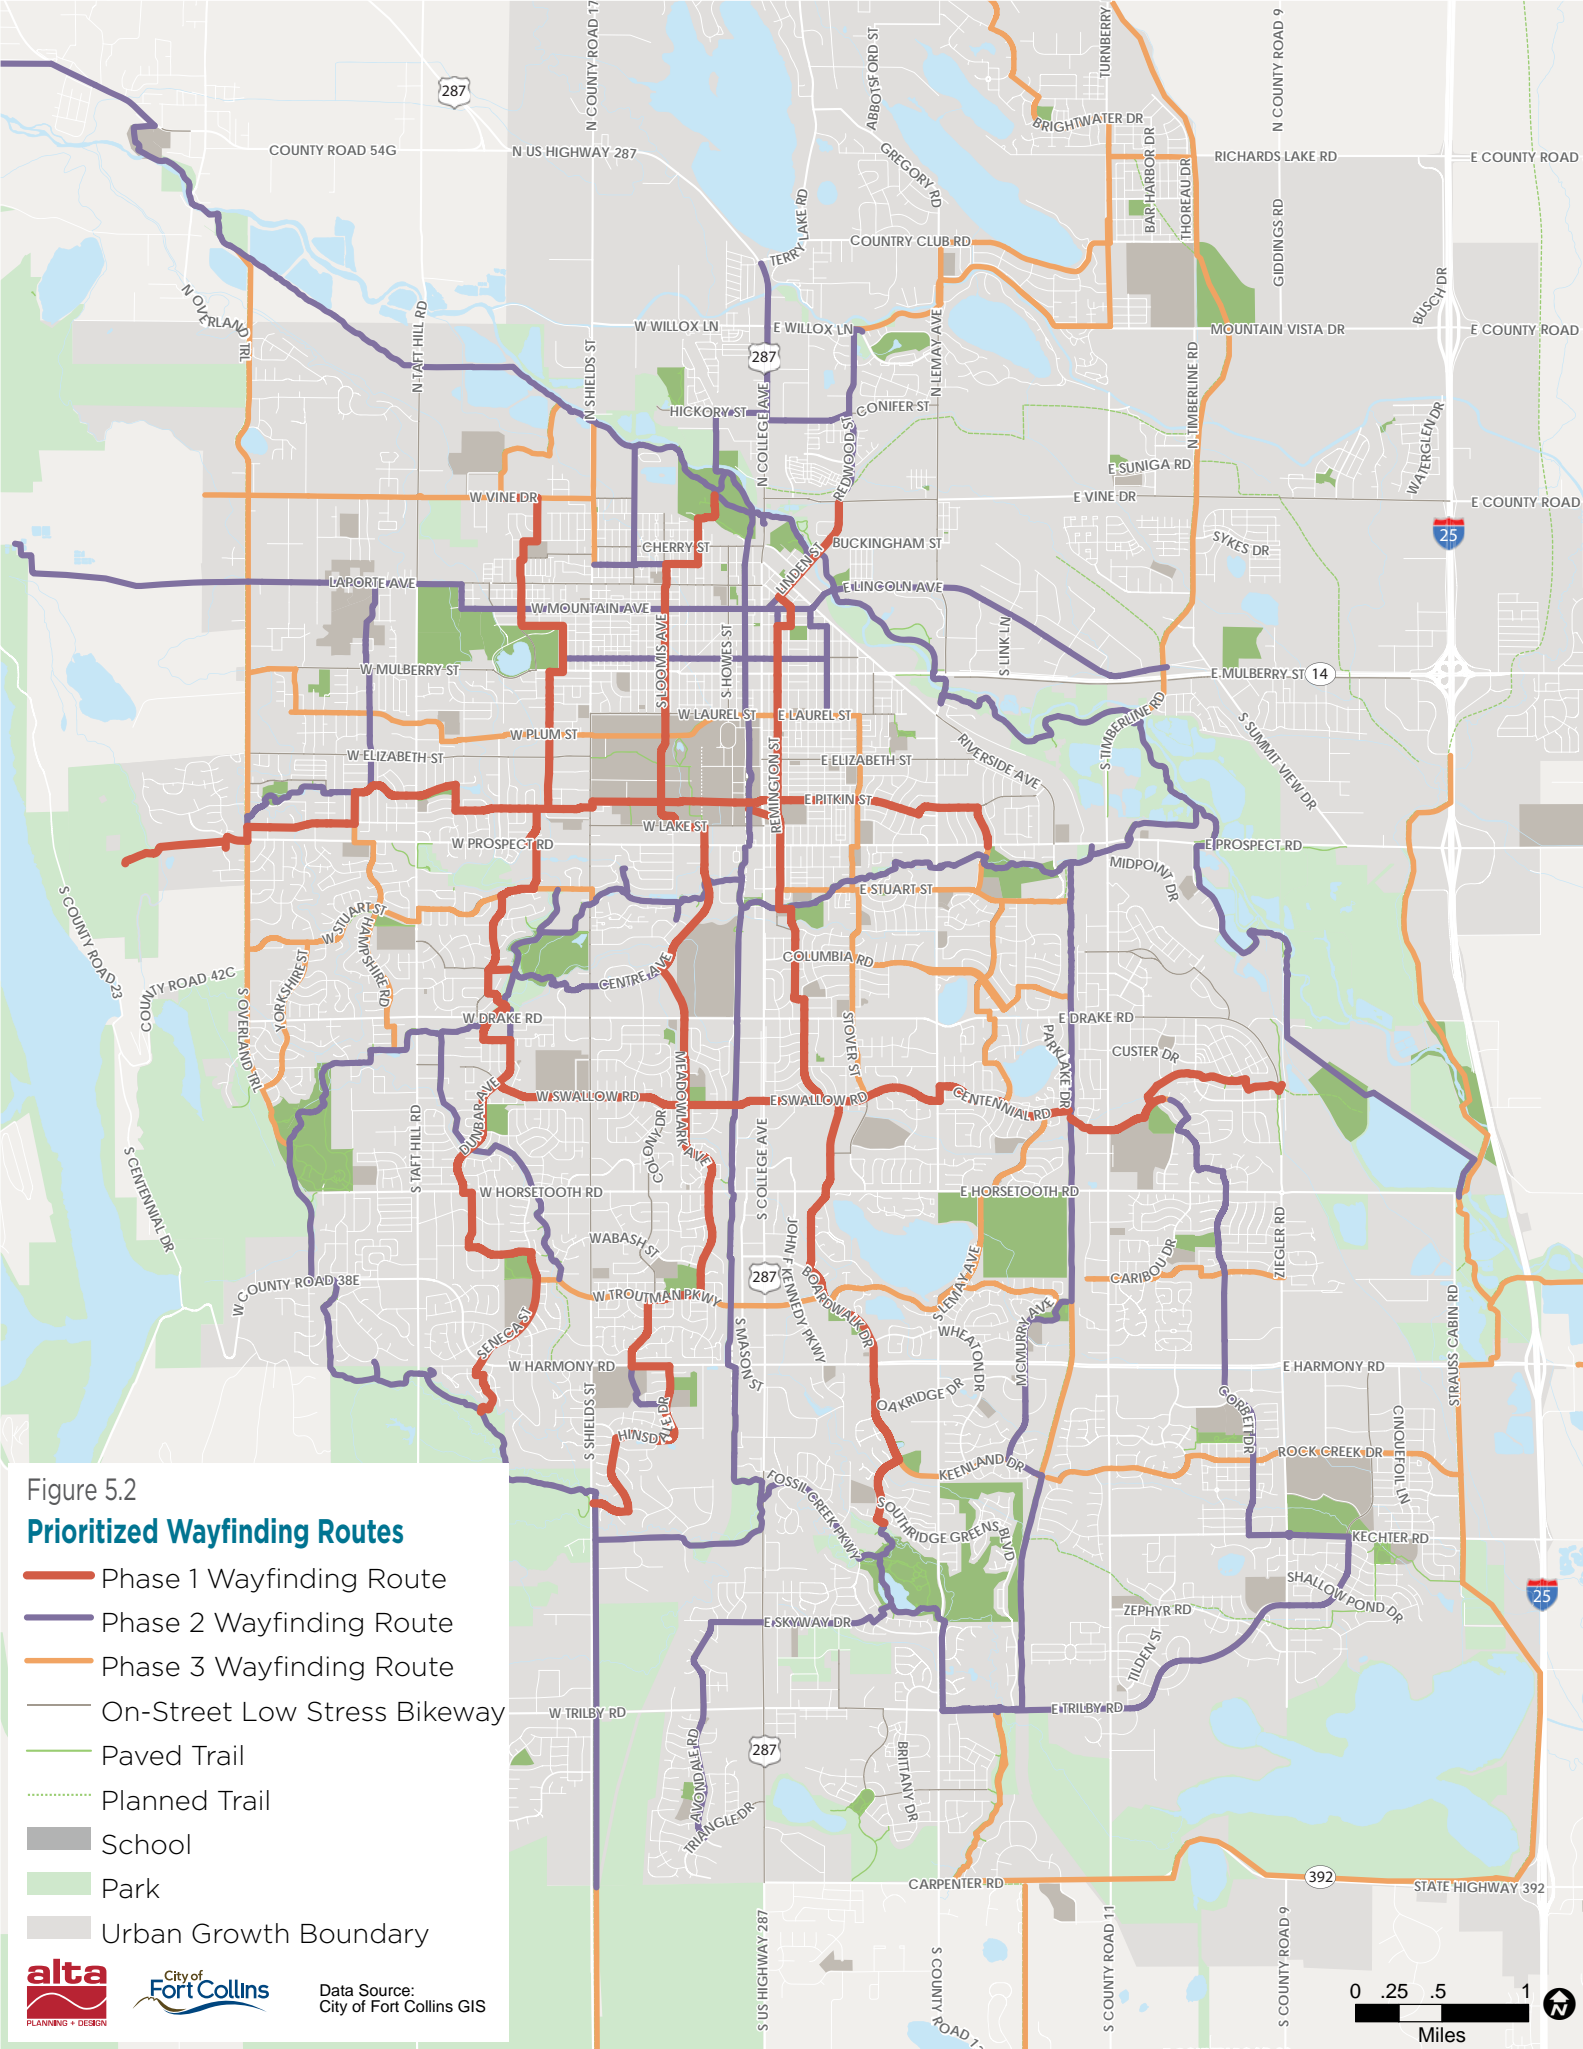 N COUNTY ROAD 17
ABBOTSFORD ST
TURNBERRY
N COUNTY ROAD 9
287
BRIGHTWATER DR
COUNTY ROAD 54G
N US HIGHWAY 287
GREGORY RD
BAR HARBOR DR
THOREAU DR
RICHARDS LAKE RD
E COUNTY ROAD
TERRY LAKE RD
COUNTRY CLUB RD
GIDDINGS RD
BUSCH DR
N OVERLAND TRL
N TAFT HILL RD
N SHIELDS ST
W WILLOX LN
E WILLOX LN
N LEMAY AVE
MOUNTAIN VISTA DR
E COUNTY ROAD
287
N TIMBERLINE RD
HICKORY ST
N COLLEGE AVE
CONIFER ST
REDWOOD ST
WATERGLEN DR
E SUNIGA RD
W VINE DR
E VINE DR
E COUNTY ROAD
25
CHERRY ST
LINDEN ST
BUCKINGHAM ST
SYKES DR
LAPORTE AVE
E LINCOLN AVE
W MOUNTAIN AVE
S LOOMIS AVE
S HOWES ST
S LINK LN
W MULBERRY ST
E MULBERRY ST
14
W LAUREL ST
E LAUREL ST
S TIMBERLINE RD
S SUMMIT VIEW DR
W PLUM ST
W ELIZABETH ST
E ELIZABETH ST
RIVERSIDE AVE
REMINGTON ST
E PITKIN ST
W LAKE ST
W PROSPECT RD
E PROSPECT RD
MIDPOINT DR
S COUNTY ROAD 23
W STUART ST
E STUART ST
HAMPSHIRE RD
YORKSHIRE ST
COUNTY ROAD 42C
CENTRE AVE
COLUMBIA RD
S OVERLAND TRL
W DRAKE RD
E DRAKE RD
STOVER ST
PARKLAKE DR
CUSTER DR
MEADOWLARK AVE
DUNBAR AVE
W SWALLOW RD
E SWALLOW RD
CENTENNIAL RD
S TAFT HILL RD
COLONY DR
S COLLEGE AVE
S CENTENNIAL DR
W HORSETOOTH RD
E HORSETOOTH RD
ZIEGLER RD
WABASH ST
JOHN F KENNEDY PKWY
S LEMAY AVE
CARIBOU DR
W COUNTY ROAD 38E
287
BOARDWALK DR
W TROUTMAN PKWY
STRAUSS CABIN RD
SENECA ST
S MASON ST
WHEATON DR
MCMURRY AVE
W HARMONY RD
E HARMONY RD
S SHIELDS ST
OAKRIDGE DR
CORBETT DR
CINQUEFOIL LN
HINSDALE DR
ROCK CREEK DR
KEENLAND DR
FOSSIL CREEK PKWY
SOUTHRIDGE GREENS BLVD
KECHTER RD
SHALLOW POND DR
25
E SKYWAY DR
ZEPHYR RD
TILDEN ST
W TRILBY RD
E TRILBY RD
287
AVONDALE RD
BRITTANY DR
TRIANGLE DR
CARPENTER RD
392
STATE HIGHWAY 392
S US HIGHWAY 287
S COUNTY ROAD 11
S COUNTY ROAD 9
Figure 5.2
Prioritized Wayfinding Routes
Phase 1 Wayfinding Route
Phase 2 Wayfinding Route
Phase 3 Wayfinding Route
On-Street Low Stress Bikeway
Paved Trail
Planned Trail
School
Park
Urban Growth Boundary
alta
PLANNING + DESIGN
City of
Fort Collins
Data Source:
City of Fort Collins GIS
0 .25 .5 1
Miles
N